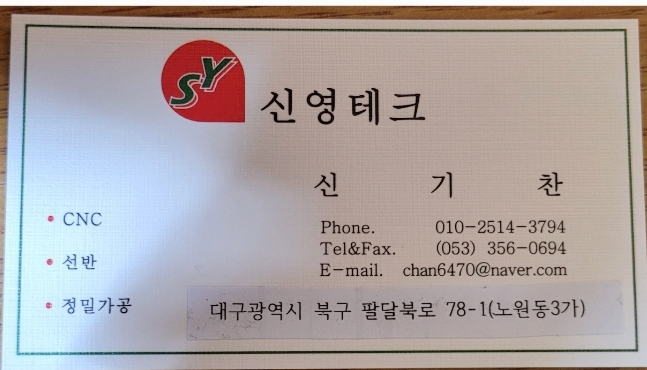 SY 신영테크
신 기 찬
• CNC
• 선반
• 정밀가공
Phone. 010-2514-3794
Tel&Fax. (053) 356-0694
E-mail. chan6470@naver.com
대구광역시 북구 팔달북로 78-1(노원동3가)